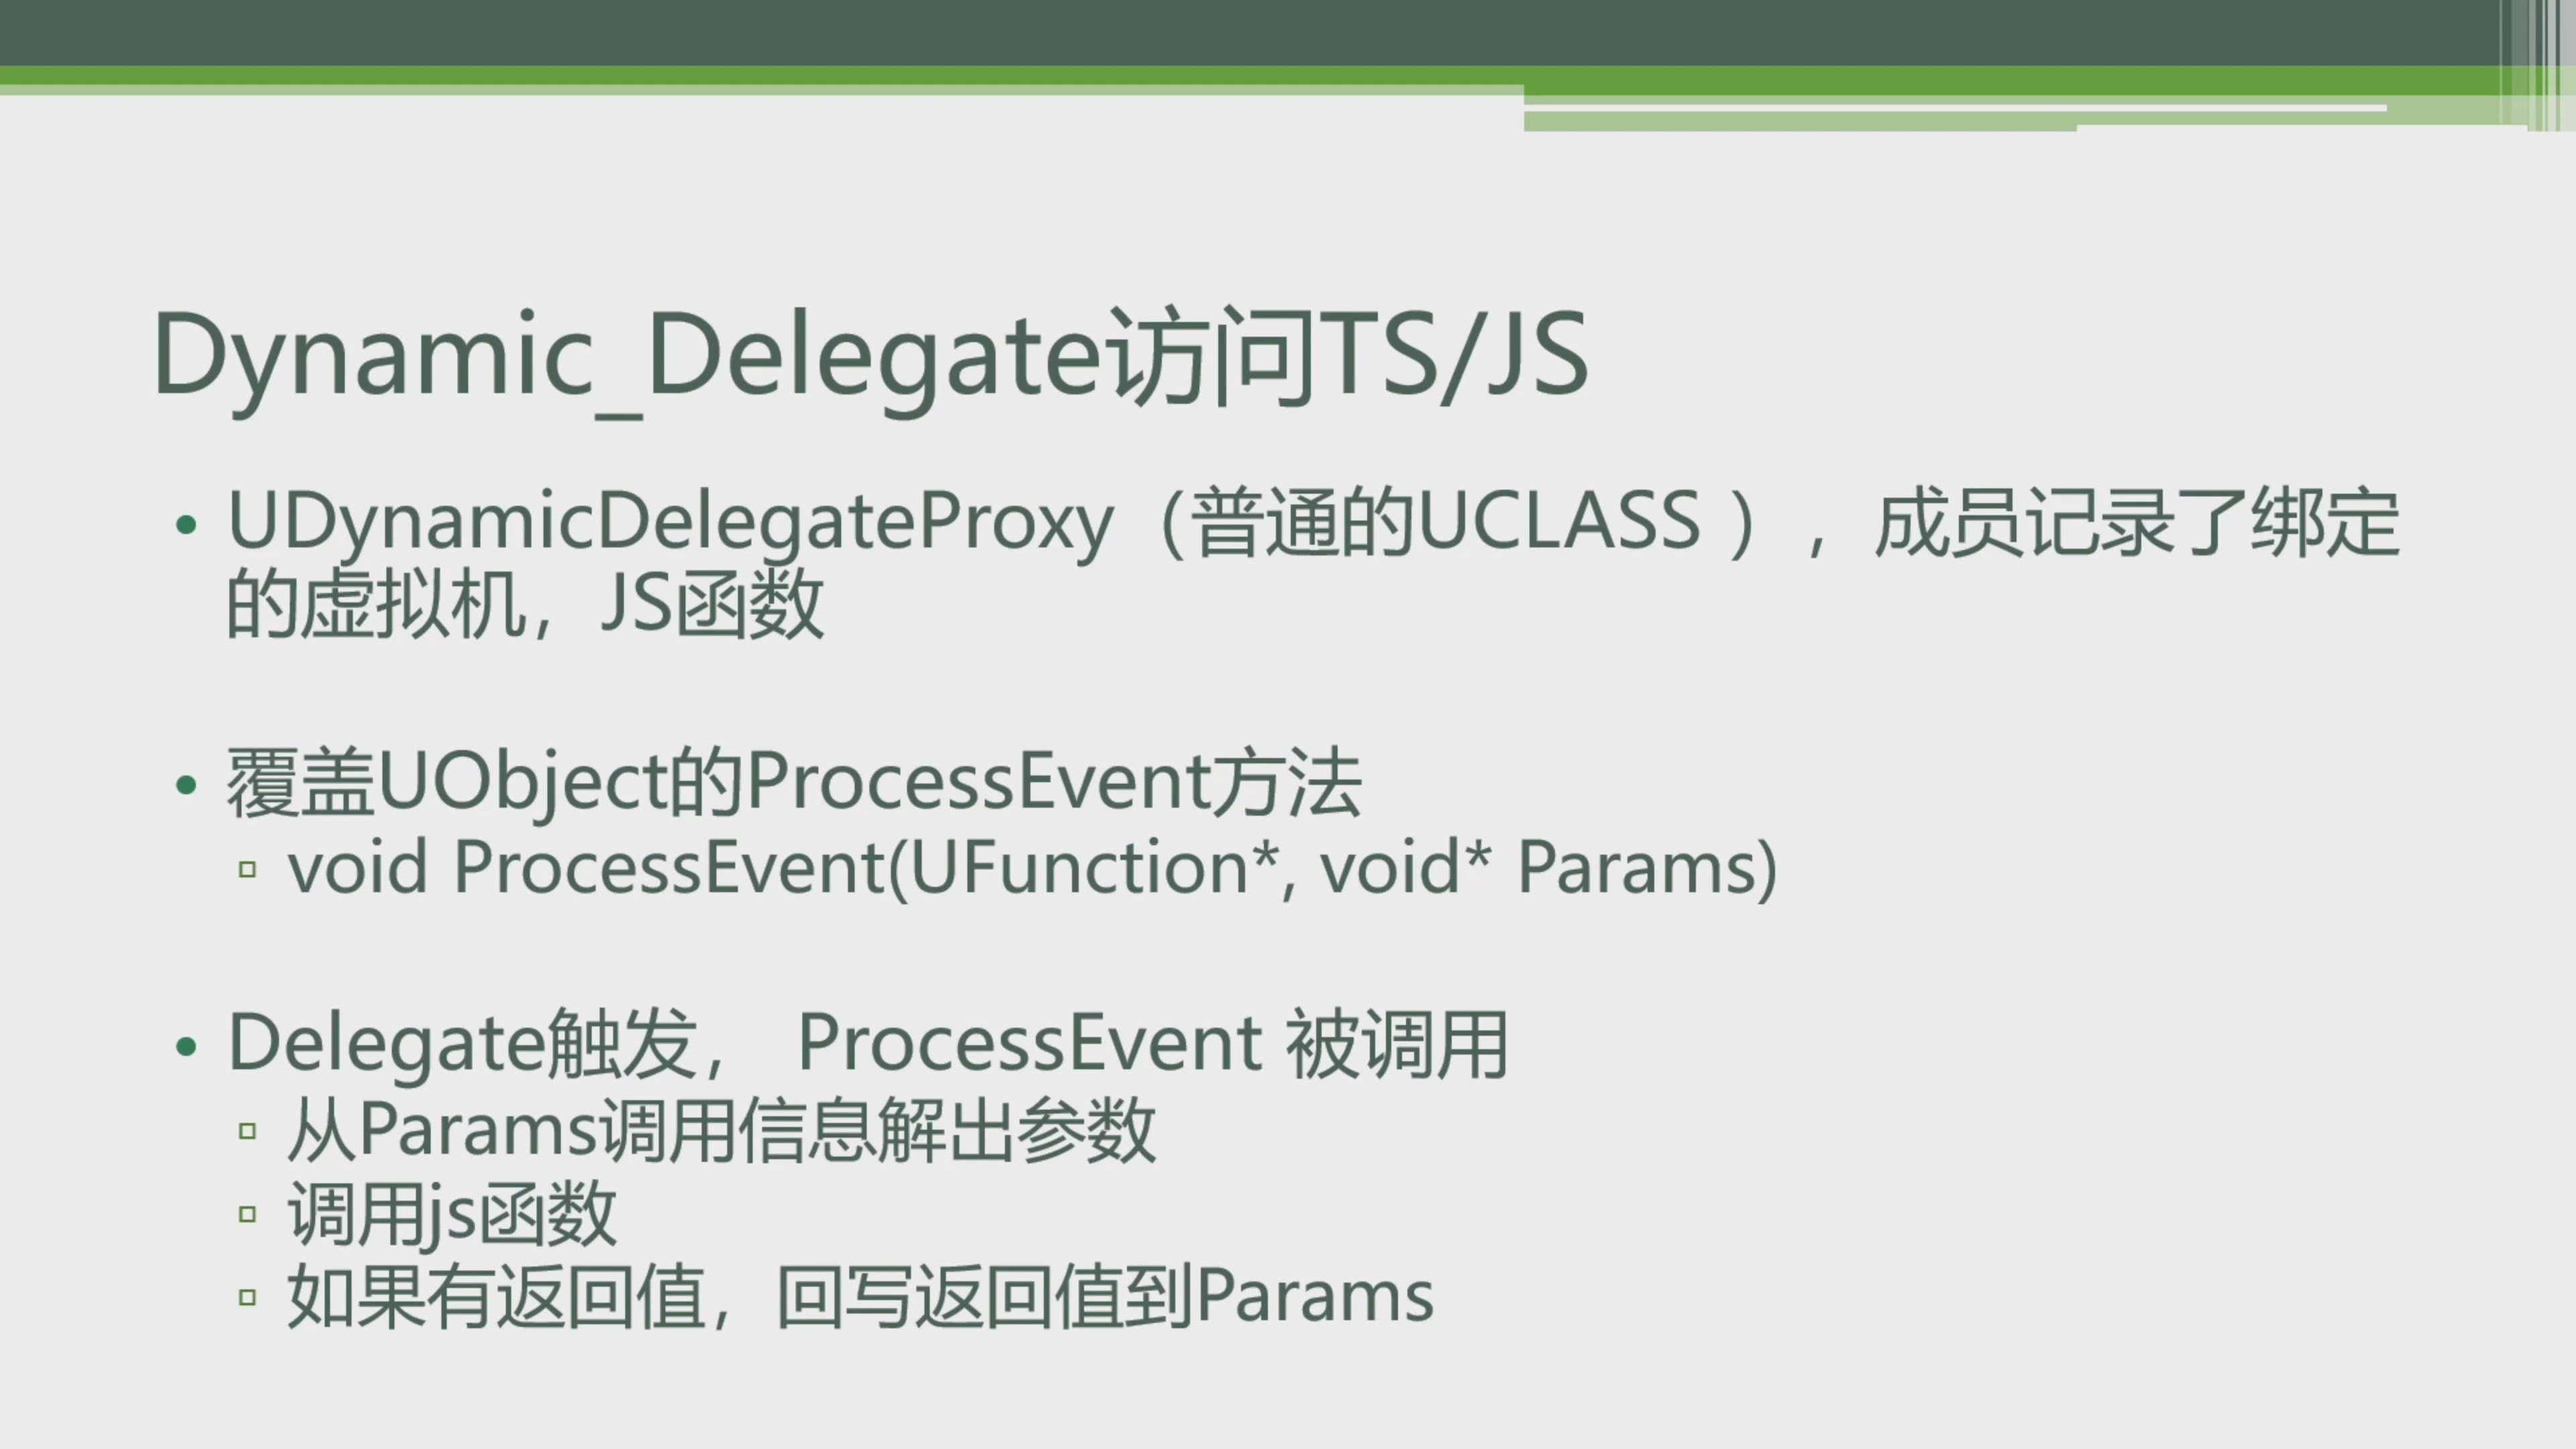 Dynamic_Delegate访问TS/JS
• UDynamicDelegateProxy（普通的UCLASS ），成员记录了绑定
的虚拟机，JS函数
• 覆盖UObject的ProcessEvent方法
▫ void ProcessEvent(UFunction*, void* Params)
• Delegate触发， ProcessEvent 被调用
▫ 从Params调用信息解出参数
▫ 调用js函数
▫ 如果有返回值，回写返回值到Params